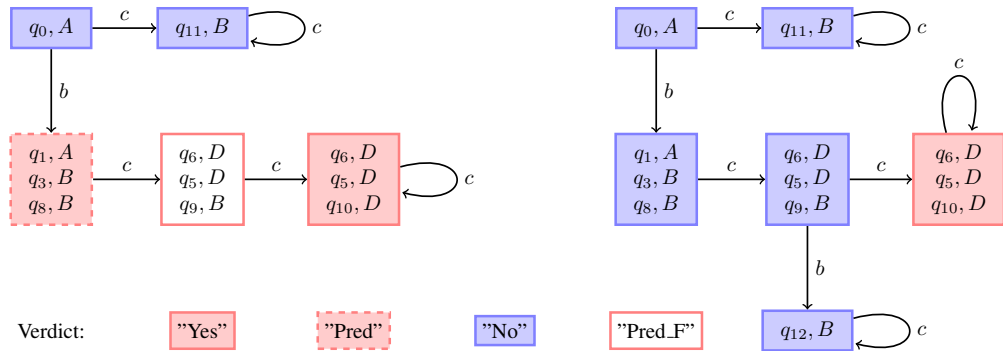 q0, A c q11, B c q0, A c q11, B c
b b c
q1, A q6, D q6, D q1, A q6, D q6, D
q3, B c q5, D c q5, D c q3, B c q5, D c q5, D
q8, B q9, B q10, D q8, B q9, B q10, D
b
Verdict: "Yes" "Pred" "No" "Pred_F" q12, B c